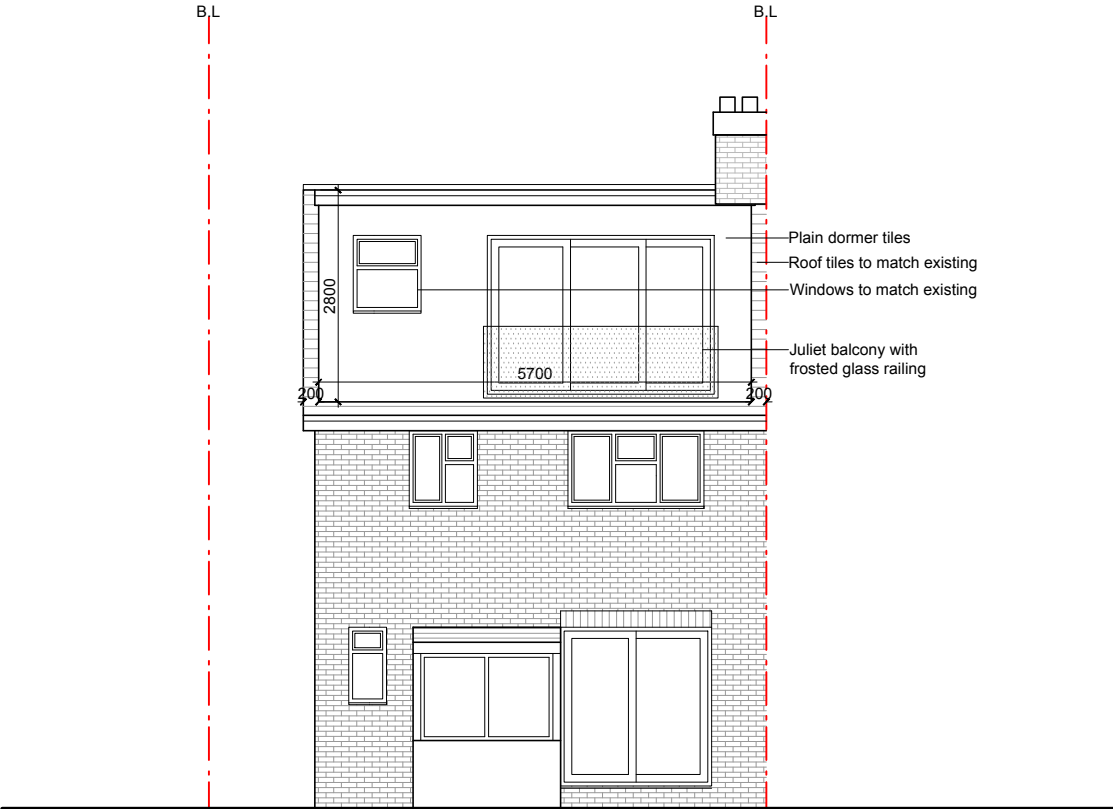 B.L
B.L
Plain dormer tiles
Roof tiles to match existing
Windows to match existing
2800
Juliet balcony with
frosted glass railing
5700
200
200